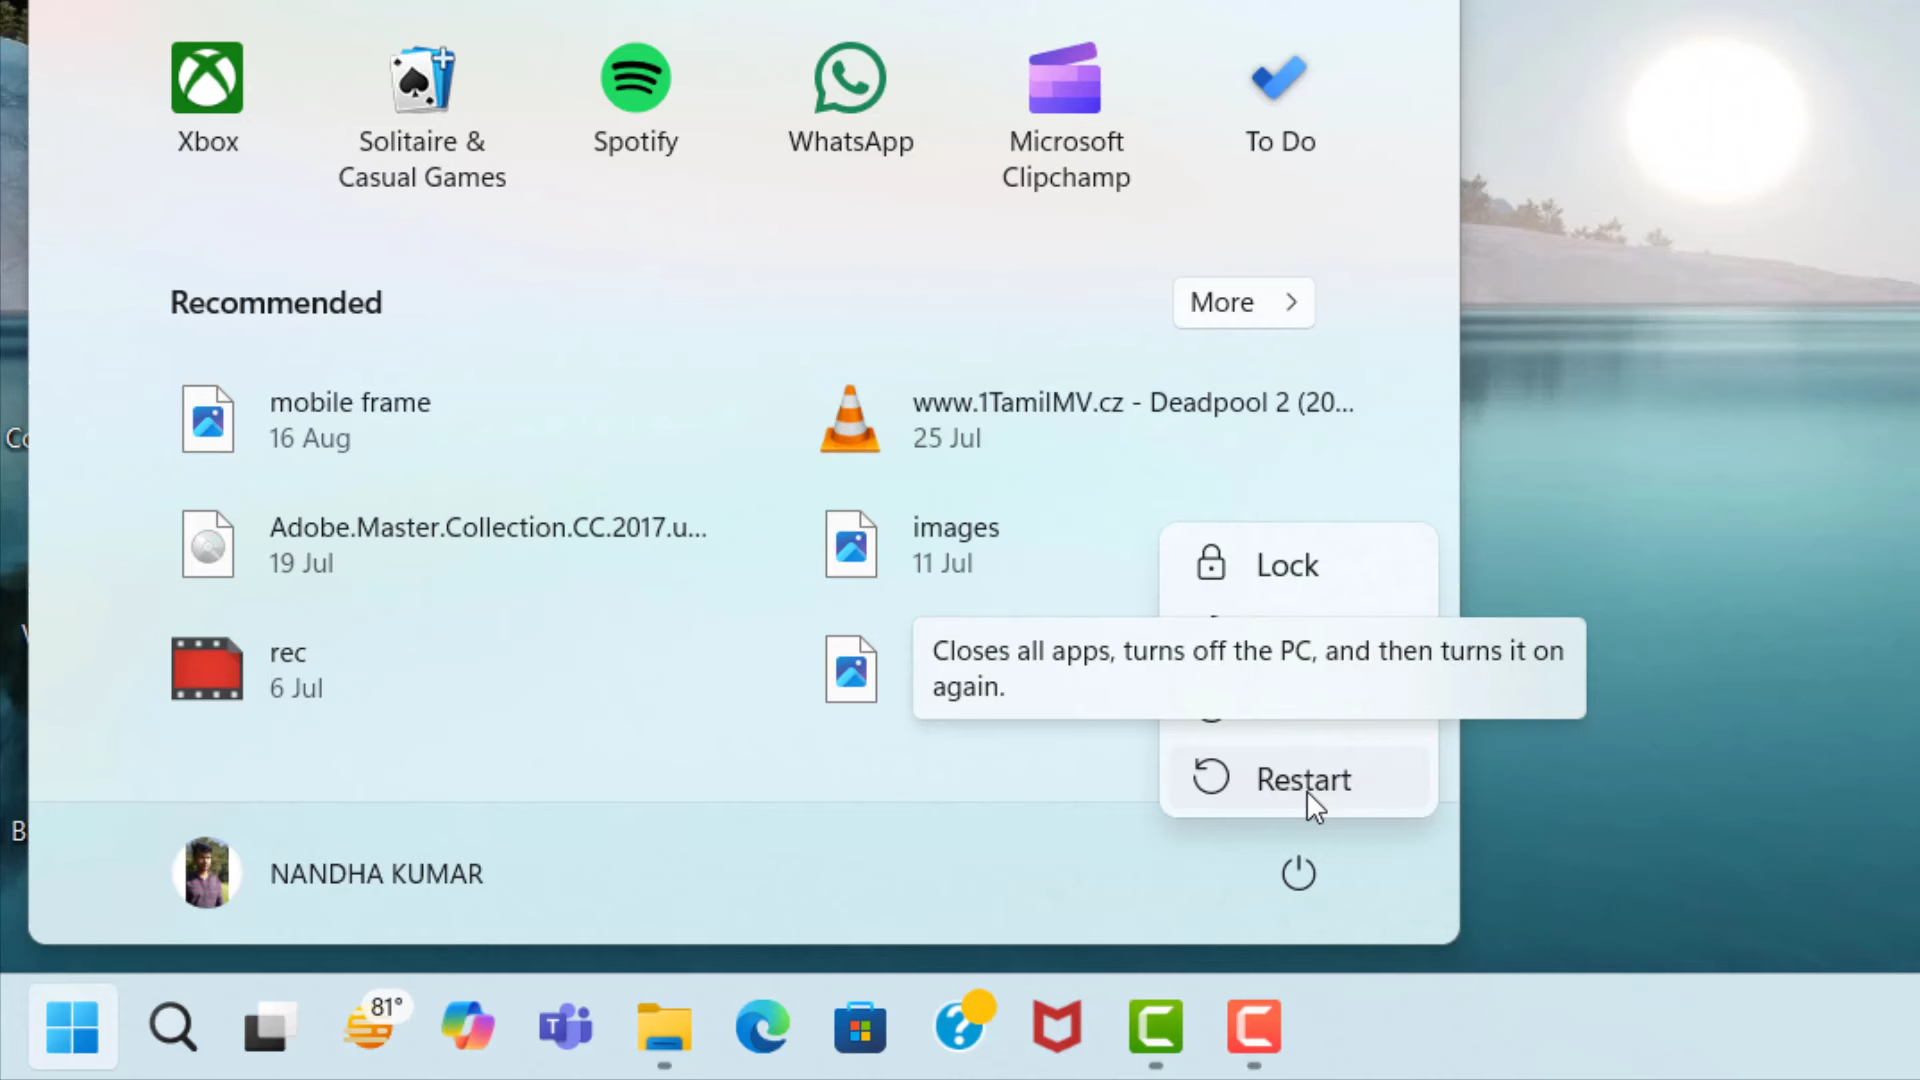 Xbox
Solitaire &
Casual Games
Spotify
WhatsApp
Microsoft
Clipchamp
To Do
Recommended
More
mobile frame
16 Aug
www.1TamilMV.cz - Deadpool 2 (20...
25 Jul
Adobe.Master.Collection.CC.2017.u...
19 Jul
images
11 Jul
rec
6 Jul
Lock
Closes all apps, turns off the PC, and then turns it on
again.
Restart
NANDHA KUMAR
81°